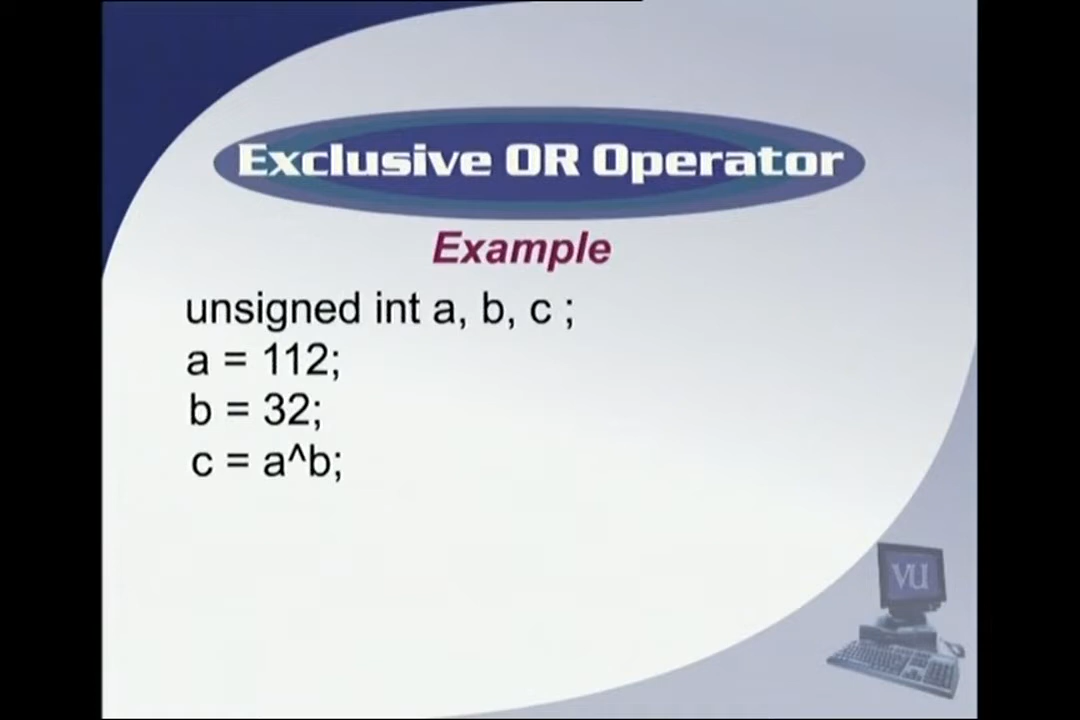 Exclusive OR Operator
Example
unsigned int a, b, c ;
a = 112;
b = 32;
c = a^b;
VU